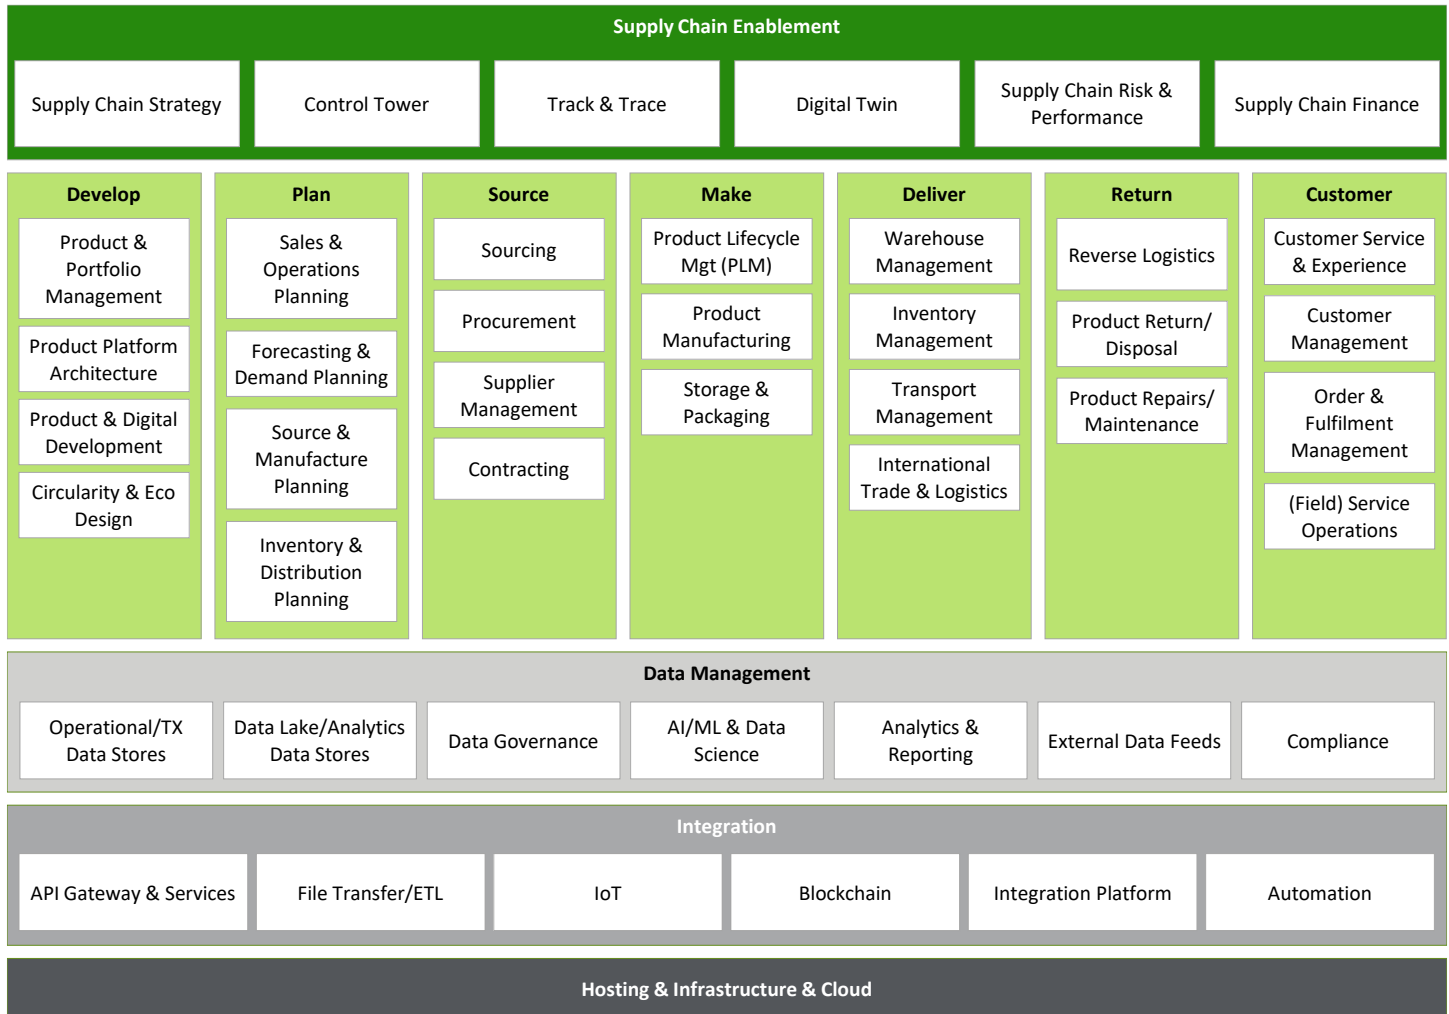 Supply Chain Enablement
Supply Chain Strategy
Control Tower
Track & Trace
Digital Twin
Supply Chain Risk &
Performance
Supply Chain Finance
Develop
Product &
Portfolio
Management
Product Platform
Architecture
Product & Digital
Development
Circularity & Eco
Design
Plan
Sales &
Operations
Planning
Forecasting &
Demand Planning
Source &
Manufacture
Planning
Inventory &
Distribution
Planning
Source
Sourcing
Procurement
Supplier
Management
Contracting
Make
Product Lifecycle
Mgt (PLM)
Product
Manufacturing
Storage &
Packaging
Deliver
Warehouse
Management
Inventory
Management
Transport
Management
International
Trade & Logistics
Return
Reverse Logistics
Product Return/
Disposal
Product Repairs/
Maintenance
Customer
Customer Service
& Experience
Customer
Management
Order &
Fulfilment
Management
(Field) Service
Operations
Data Management
Operational/TX
Data Stores
Data Lake/Analytics
Data Stores
Data Governance
AI/ML & Data
Science
Analytics &
Reporting
External Data Feeds
Compliance
Integration
API Gateway & Services
File Transfer/ETL
IoT
Blockchain
Integration Platform
Automation
Hosting & Infrastructure & Cloud